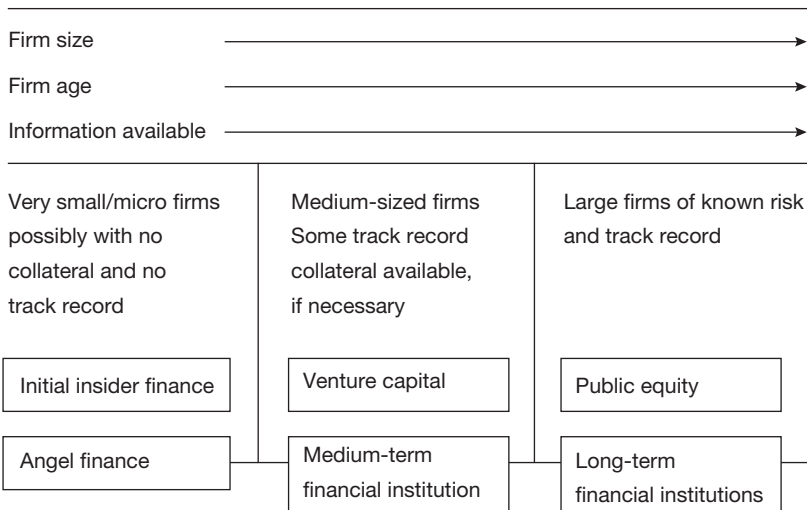 Firm size
Firm age
Information available
Very small/micro firms
possibly with no
collateral and no
track record
Medium-sized firms
Some track record
collateral available,
if necessary
Large firms of known risk
and track record
Initial insider finance
Venture capital
Public equity
Angel finance
Medium-term
financial institution
Long-term
financial institutions